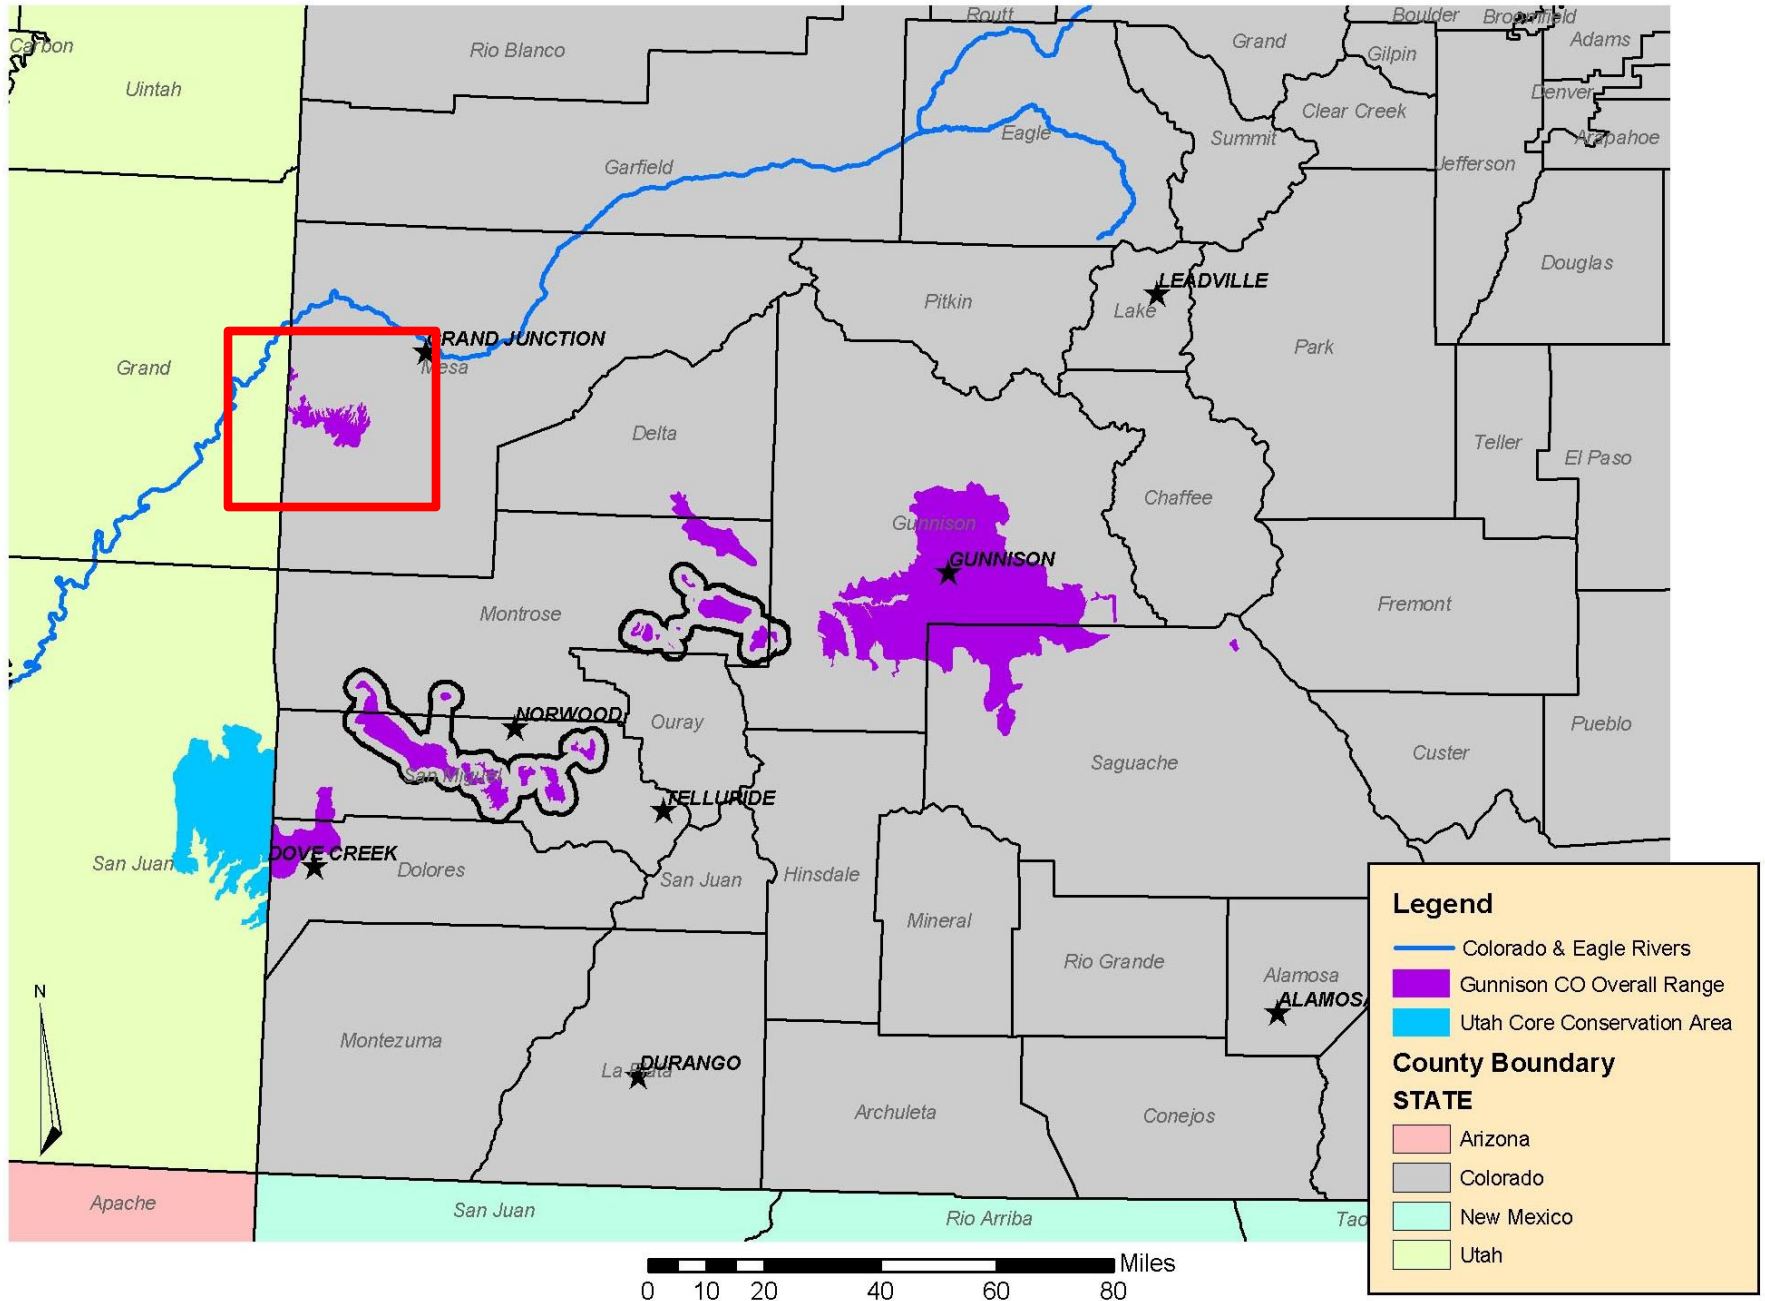 Routt
Boulder
Broomfield
Carbon
Rio Blanco
Grand
Gilpin
Adams
Uintah
Denver
Clear Creek
Eagle
Summit
Arapahoe
Garfield
Jefferson
Douglas
LEADVILLE
Pitkin
Lake
GRAND JUNCTION
Park
Grand
Mesa
Delta
Teller
El Paso
Chaffee
Gunnison
GUNNISON
Montrose
Fremont
NORWOOD
Ouray
Pueblo
Custer
San Miguel
Saguache
TELLURIDE
DOVE CREEK
San Juan
Dolores
San Juan
Hinsdale
Mineral
Rio Grande
Alamosa
ALAMOSA
N
Montezuma
La Plata
DURANGO
Archuleta
Conejos
Apache
San Juan
Rio Arriba
Tao
Legend
Colorado & Eagle Rivers
Gunnison CO Overall Range
Utah Core Conservation Area
County Boundary
STATE
Arizona
Colorado
New Mexico
Utah
Miles
0 10 20 40 60 80